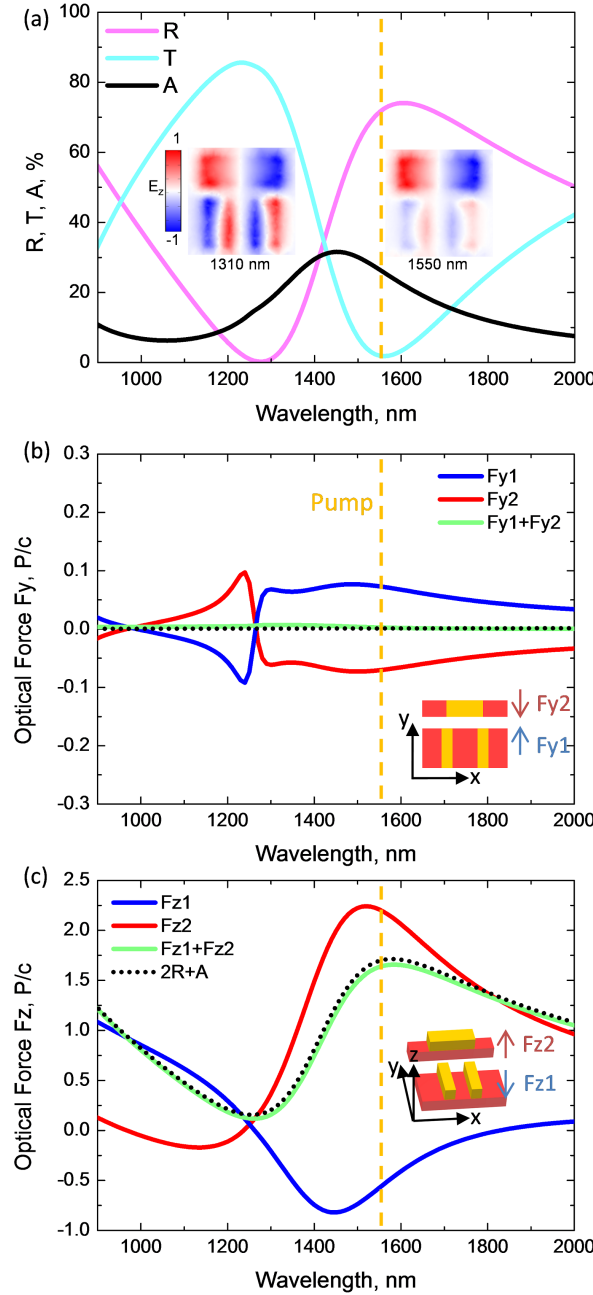 (a)
R
T
A
100
80
60
40
20
0
R, T, A, %
1
E_z
-1
1310 nm
1550 nm
1000 1200 1400 1600 1800 2000
Wavelength, nm
(b)
0.3
0.2
0.1
0.0
-0.1
-0.2
-0.3
Optical Force Fy, P/c
Pump
Fy1
Fy2
Fy1+Fy2
y
Fy2
Fy1
x
1000 1200 1400 1600 1800 2000
Wavelength, nm
(c)
2.5
2.0
1.5
1.0
0.5
0.0
-0.5
-1.0
Optical Force Fz, P/c
Fz1
Fz2
Fz1+Fz2
2R+A
y z
Fz2
Fz1
x
1000 1200 1400 1600 1800 2000
Wavelength, nm